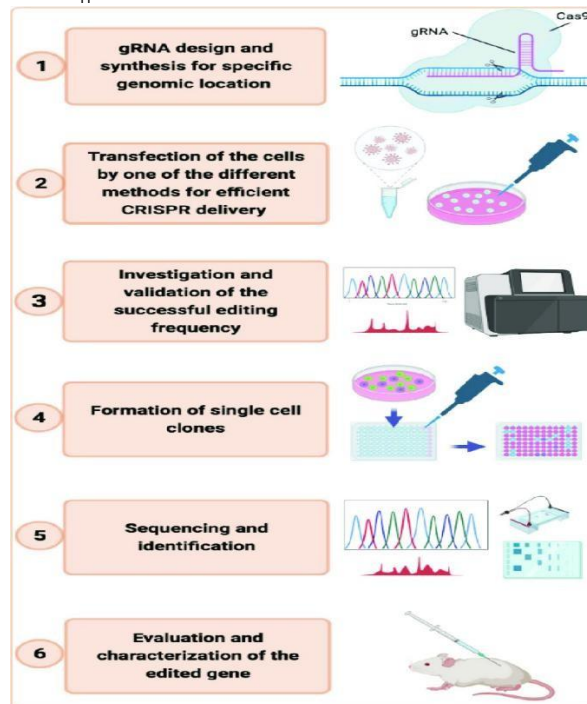 Cas9
gRNA
1
gRNA design and
synthesis for specific
genomic location
2
Transfection of the cells
by one of the different
methods for efficient
CRISPR delivery
3
Investigation and
validation of the
successful editing
frequency
4
Formation of single cell
clones
5
Sequencing and
identification
6
Evaluation and
characterization of the
edited gene